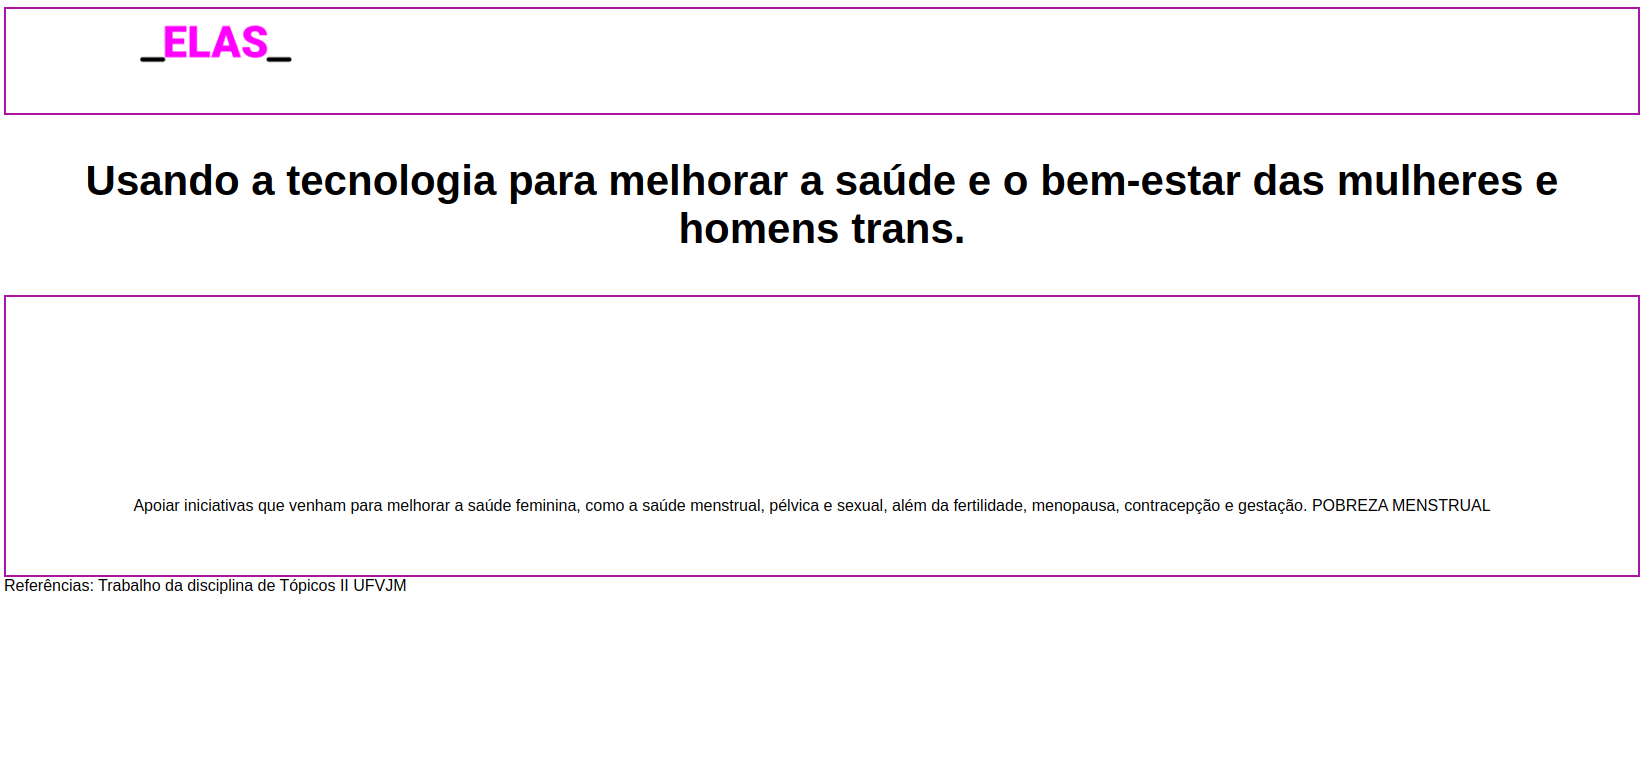 _ELAS_
Usando a tecnologia para melhorar a saúde e o bem-estar das mulheres e
homens trans.
Apoiar iniciativas que venham para melhorar a saúde feminina, como a saúde menstrual, pélvica e sexual, além da fertilidade, menopausa, contracepção e gestação. POBREZA MENSTRUAL
Referências: Trabalho da disciplina de Tópicos II UFVJM